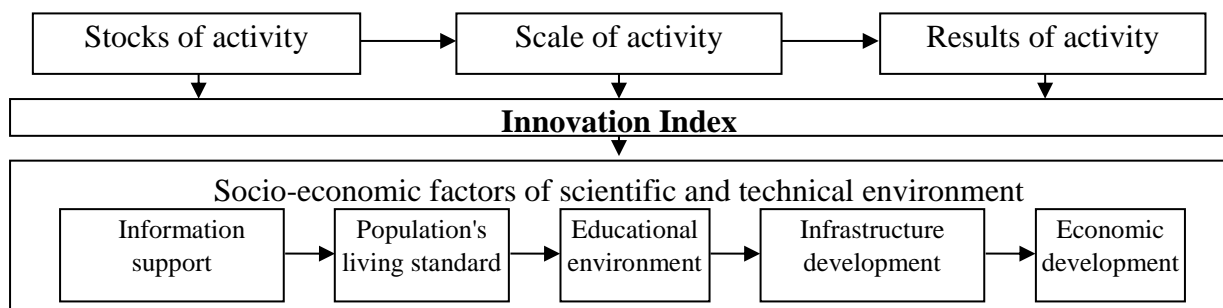 Stocks of activity
Scale of activity
Results of activity
Innovation Index
Socio-economic factors of scientific and technical environment
Information
support
Population's
living standard
Educational
environment
Infrastructure
development
Economic
development